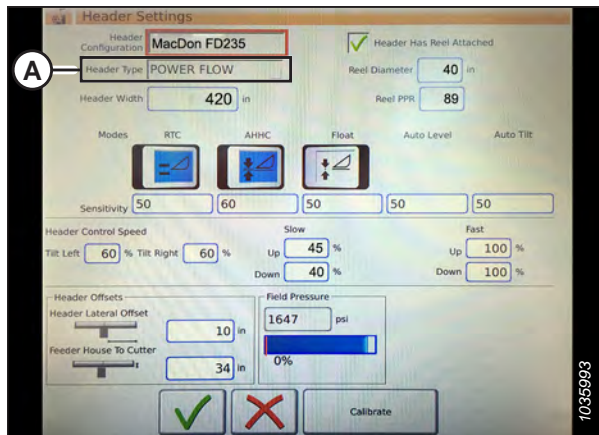 Header Settings
Header Configuration MacDon FD235
Header Has Reel Attached
A
Header Type POWER FLOW
Reel Diameter 40 in
Header Width 420 in
Reel PPR 89
Modes RTC AHHC Float Auto Level Auto Tilt
Sensitivity 50 60 50 50 50
Header Control Speed
Slow
Fast
Tilt Left 60 % Tilt Right 60 %
Up 45 %
Up 100 %
Down 40 %
Down 100 %
Header Offsets
Field Pressure
Header Lateral Offset
10 in
1647 psi
0%
Feeder House To Cutter
34 in
Calibrate
1035993